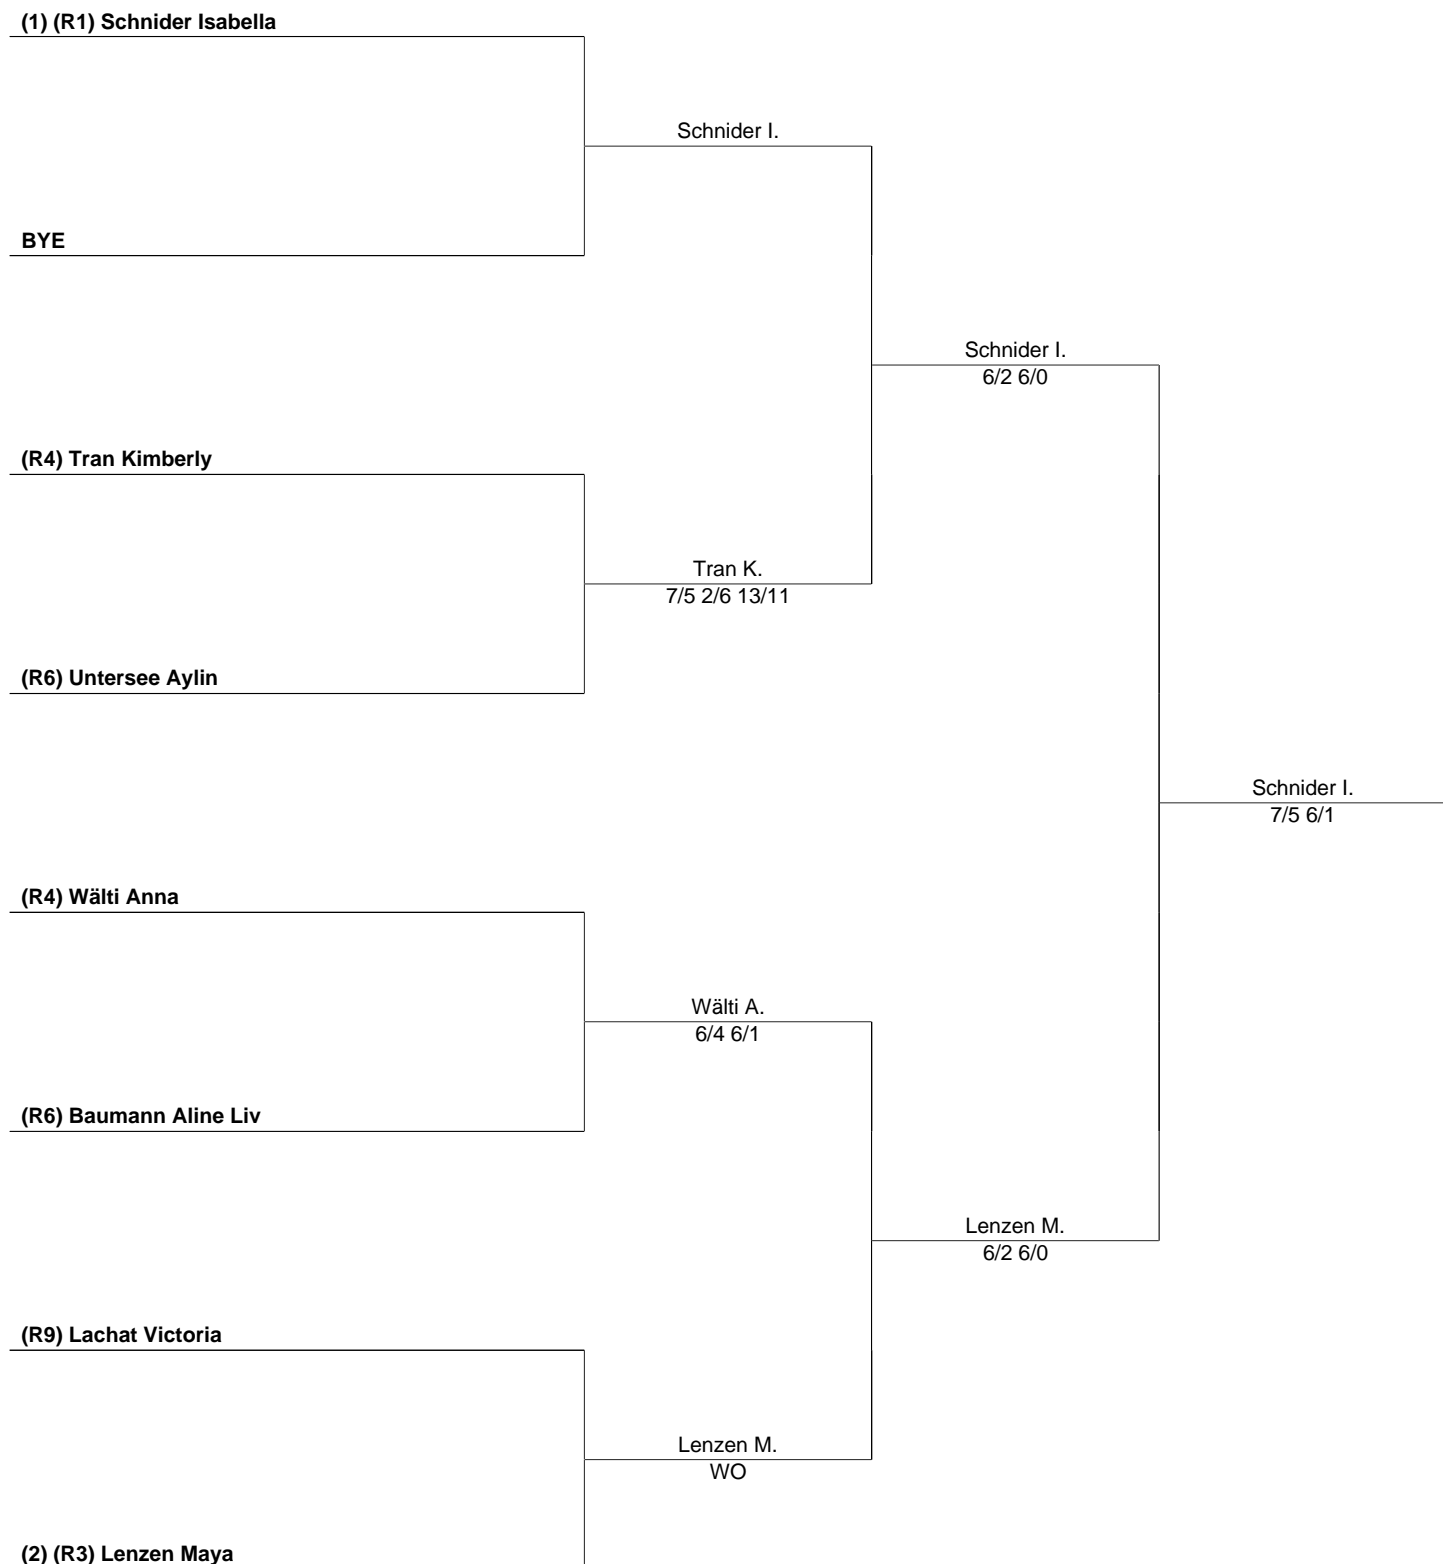 (1) (R1) Schnider Isabella
Schnider I.
BYE
Schnider I.
6/2 6/0
(R4) Tran Kimberly
Tran K.
7/5 2/6 13/11
(R6) Untersee Aylin
Schnider I.
7/5 6/1
(R4) Wälti Anna
Wälti A.
6/4 6/1
(R6) Baumann Aline Liv
Lenzen M.
6/2 6/0
(R9) Lachat Victoria
Lenzen M.
WO
(2) (R3) Lenzen Maya